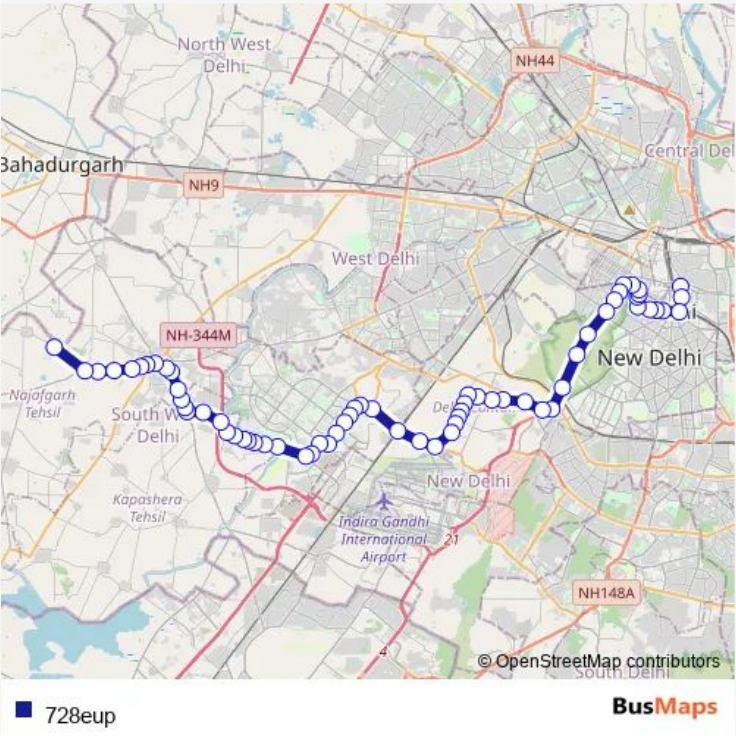 North West
Delhi
NH44
Bahadurgarh
Central Del
NH9
West Delhi
NH-344M
New Delhi
Najafgarh
Tehsil
South W
Delhi
New Delhi
Kapashera
Tehsil
Indira Gandhi
International
Airport
21
NH148A
4
© OpenStreetMap contributors
South Delhi
728eup
BusMaps